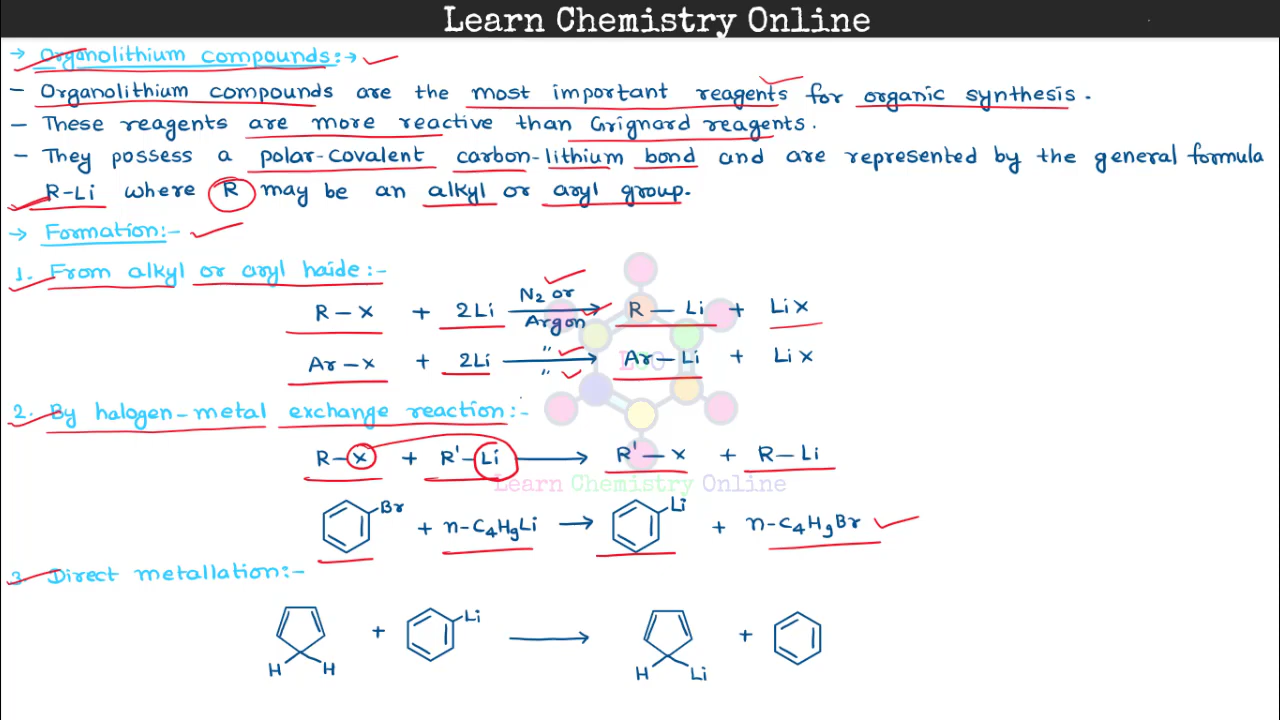 Learn Chemistry Online
→ Organolithium compounds:→
- Organolithium compounds are the most important reagents for organic synthesis.
- These reagents are more reactive than Grignard reagents.
- They possess a polar-covalent carbon-lithium bond and are represented by the general formula
R-Li where R may be an alkyl or aryl group.
→ Formation:-
1. From alkyl or aryl haide:-
R-X + 2Li N2 or Argon → R-Li + LiX
Ar-X + 2Li " " → Ar-Li + LiX
LCO
2. By halogen-metal exchange reaction:-
R-X + R'-Li → R'-X + R-Li
Learn Chemistry Online
Br + n-C4H9Li → Li + n-C4H9Br
3. Direct metallation:-
+ Li → +
H H H Li